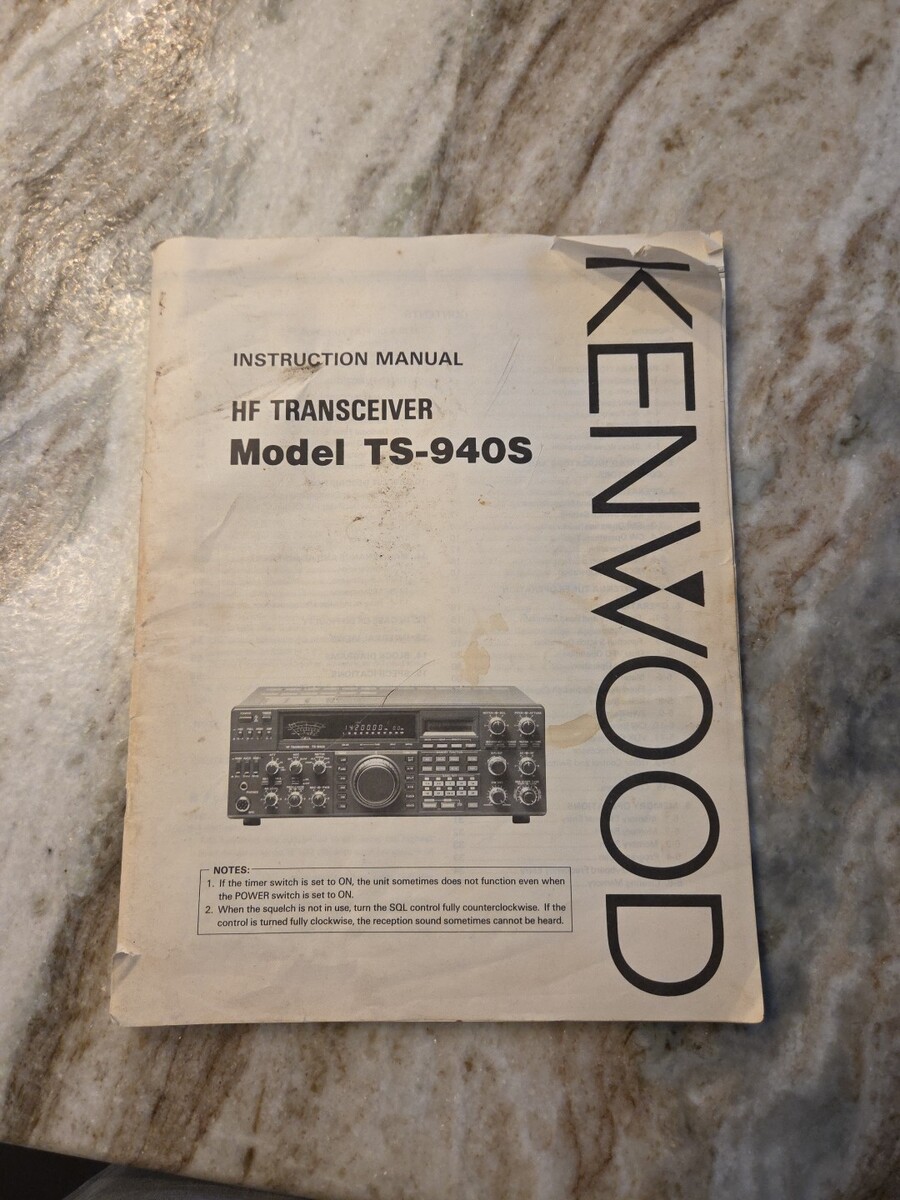 INSTRUCTION MANUAL
HF TRANSCEIVER
Model TS-940S
KENWOOD
NOTES:
1. If the timer switch is set to ON, the unit sometimes does not function even when
the POWER switch is set to ON.
2. When the squelch is not in use, turn the SQL control fully counterclockwise. If the
control is turned fully clockwise, the reception sound sometimes cannot be heard.